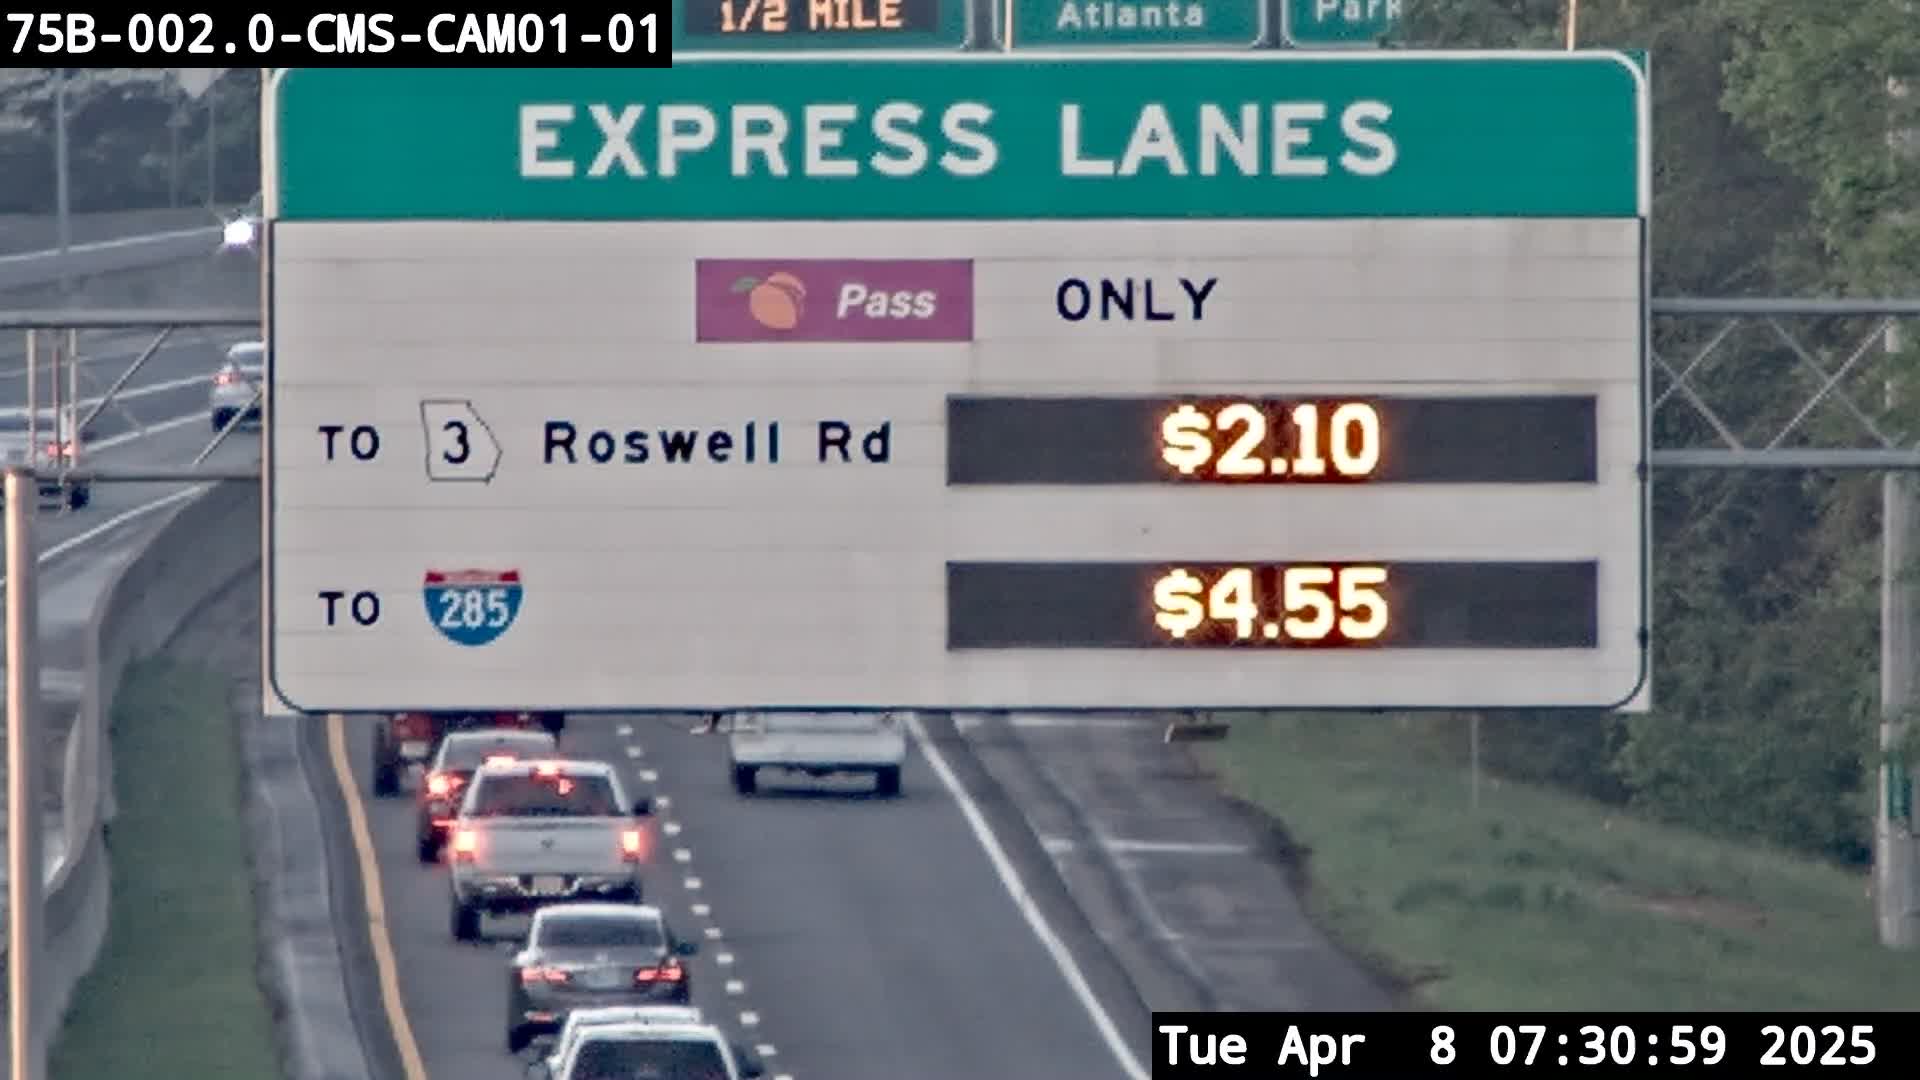 75B-002.0-CMS-CAM01-01
1/2 MILE
Atlanta
Park
EXPRESS LANES
Pass ONLY
TO 3 Roswell Rd $2.10
TO 285 $4.55
Tue Apr 8 07:30:59 2025